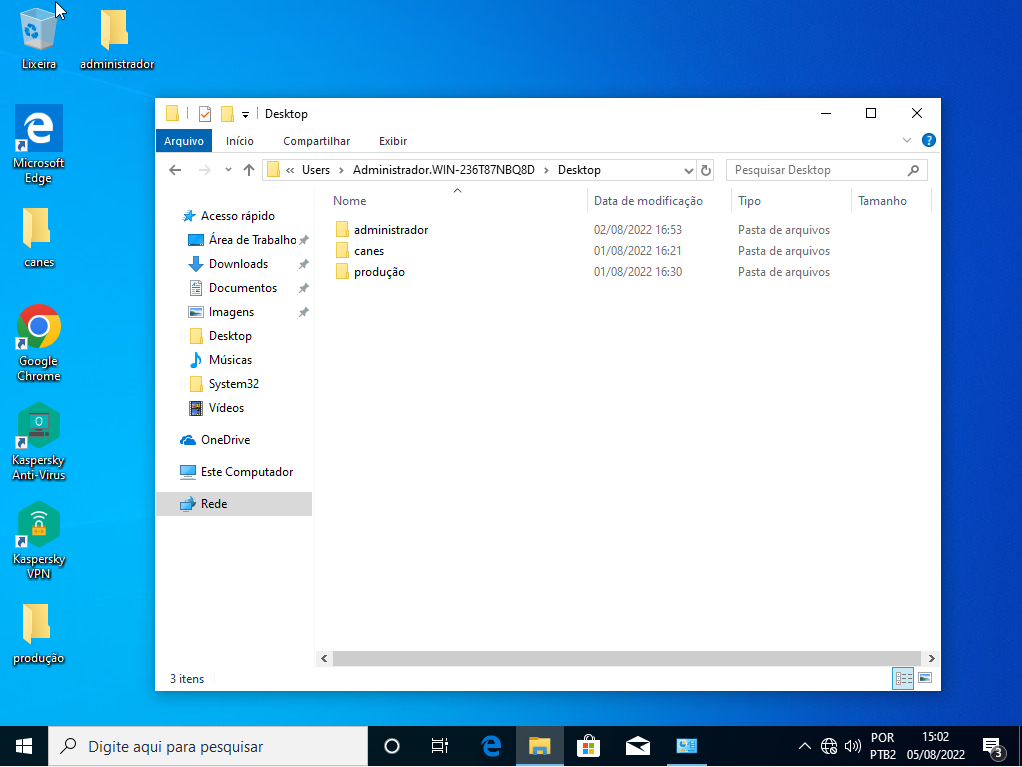 Lixeira
administrador
Microsoft
Edge
canes
Google
Chrome
Kaspersky
Anti-Virus
Kaspersky
VPN
produção
Desktop
Arquivo Início Compartilhar Exibir
« Users › Administrador.WIN-236T87NBQ8D › Desktop
Pesquisar Desktop
Acesso rápido
Área de Trabalho
Downloads
Documentos
Imagens
Desktop
Músicas
System32
Vídeos
OneDrive
Este Computador
Rede
Nome Data de modificação Tipo Tamanho
administrador 02/08/2022 16:53 Pasta de arquivos
canes 01/08/2022 16:21 Pasta de arquivos
produção 01/08/2022 16:30 Pasta de arquivos
3 itens
Digite aqui para pesquisar
POR
PTB2
15:02
05/08/2022
3